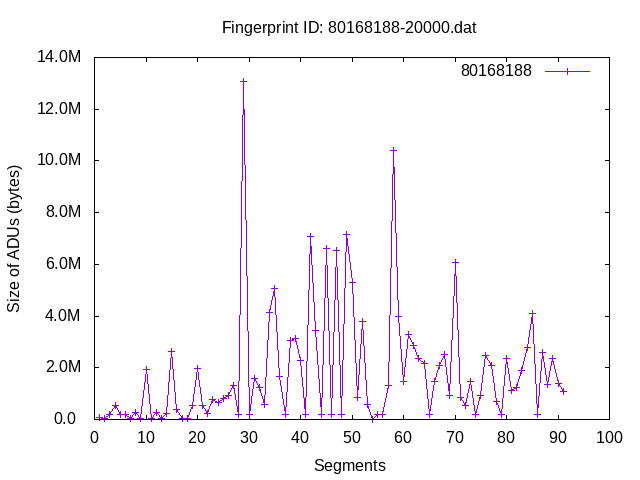 Fingerprint ID: 80168188-20000.dat
80168188
14.0M
12.0M
10.0M
8.0M
6.0M
4.0M
2.0M
0.0
Size of ADUs (bytes)
0 10 20 30 40 50 60 70 80 90 100
Segments